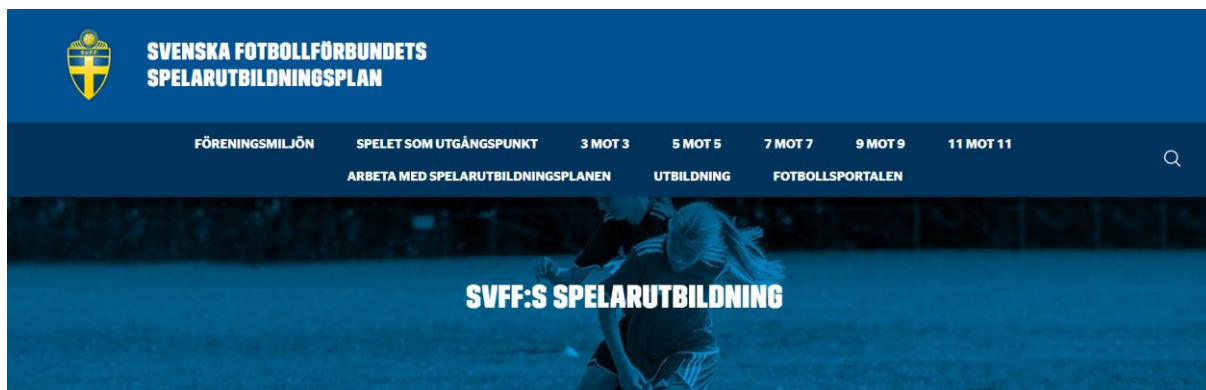 SvFF
SVENSKA FOTBOLLFÖRBUNDETS
SPELARUTBILDNINGSPLAN
FÖRENINGSMILJÖN SPELET SOM UTGÅNGSPUNKT 3 MOT 3 5 MOT 5 7 MOT 7 9 MOT 9 11 MOT 11
ARBETA MED SPELARUTBILDNINGSPLANEN UTBILDNING FOTBOLLSPORTALEN
SVFF:S SPELARUTBILDNING